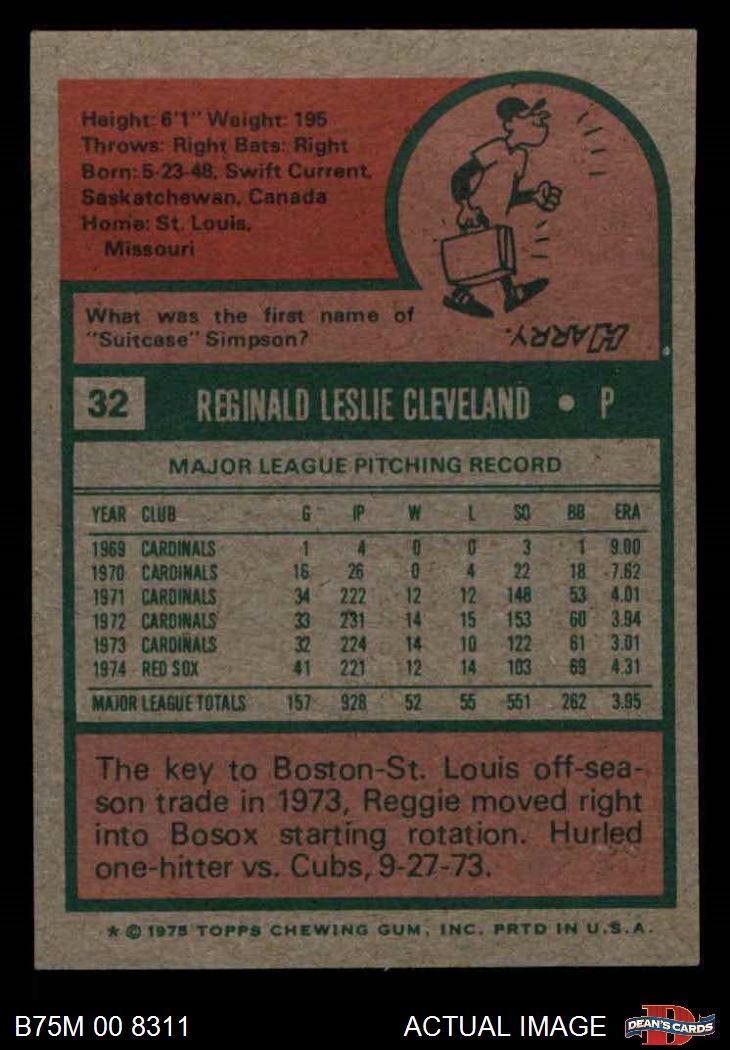 Height: 6'1" Weight: 195
Throws: Right Bats: Right
Born: 5-23-48, Swift Current,
Saskatchewan, Canada
Home: St. Louis,
Missouri
What was the first name of
"Suitcase" Simpson?
HARRY.
32 REGINALD LESLIE CLEVELAND • P
MAJOR LEAGUE PITCHING RECORD
YEAR CLUB G IP W L SO BB ERA
1969 CARDINALS 1 4 0 0 3 1 9.00
1970 CARDINALS 16 26 0 4 22 18 7.62
1971 CARDINALS 34 222 12 12 148 53 4.01
1972 CARDINALS 33 231 14 15 153 60 3.94
1973 CARDINALS 32 224 14 10 122 61 3.01
1974 RED SOX 41 221 12 14 103 69 4.31
MAJOR LEAGUE TOTALS 157 928 52 55 551 262 3.95
The key to Boston-St. Louis off-sea-
son trade in 1973, Reggie moved right
into Bosox starting rotation. Hurled
one-hitter vs. Cubs, 9-27-73.
* © 1975 TOPPS CHEWING GUM, INC. PRTD IN U.S.A.
B75M 00 8311 ACTUAL IMAGE
D
DEAN'S CARDS